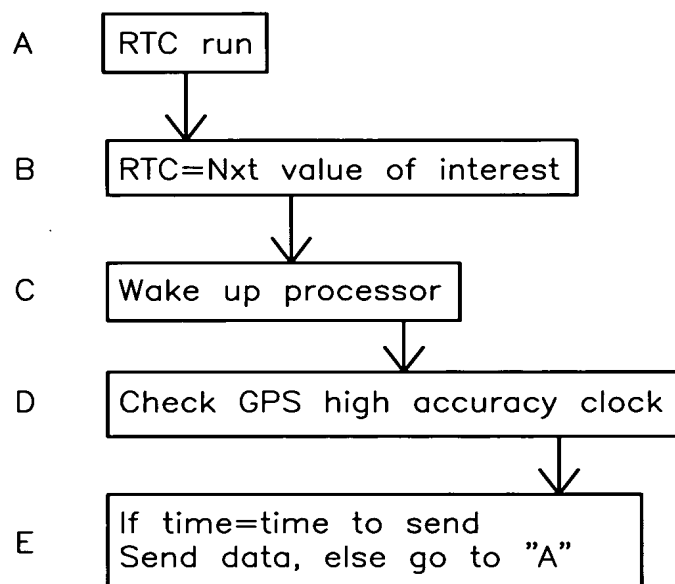 A RTC run
B RTC=Nxt value of interest
C Wake up processor
D Check GPS high accuracy clock
E If time=time to send
Send data, else go to "A"